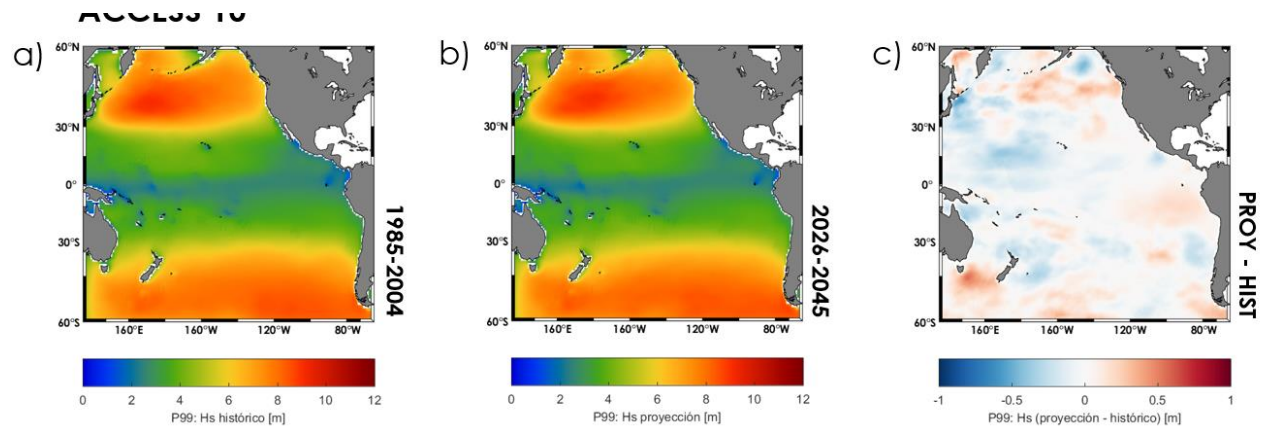 ACCESS 10
a)
60°N
30°N
0°
30°S
60°S
160°E
160°W
120°W
80°W
1985-2004
0 2 4 6 8 10 12
P99: Hs histórico [m]
b)
60°N
30°N
0°
30°S
60°S
160°E
160°W
120°W
80°W
2026-2045
0 2 4 6 8 10 12
P99: Hs proyección [m]
c)
60°N
30°N
0°
30°S
60°S
160°E
160°W
120°W
80°W
PROY - HIST
-1 -0.5 0 0.5 1
P99: Hs (proyección - histórico) [m]